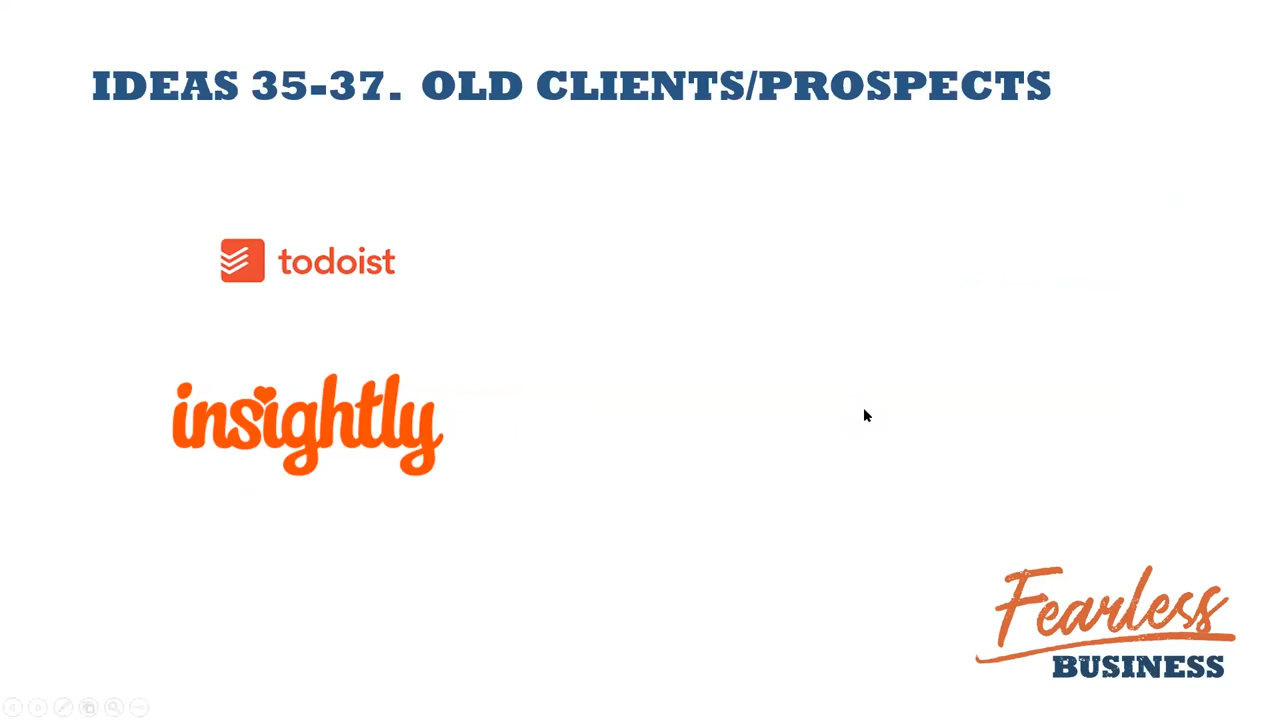 IDEAS 35-37. OLD CLIENTS/PROSPECTS
todoist
insightly
Fearless
BUSINESS